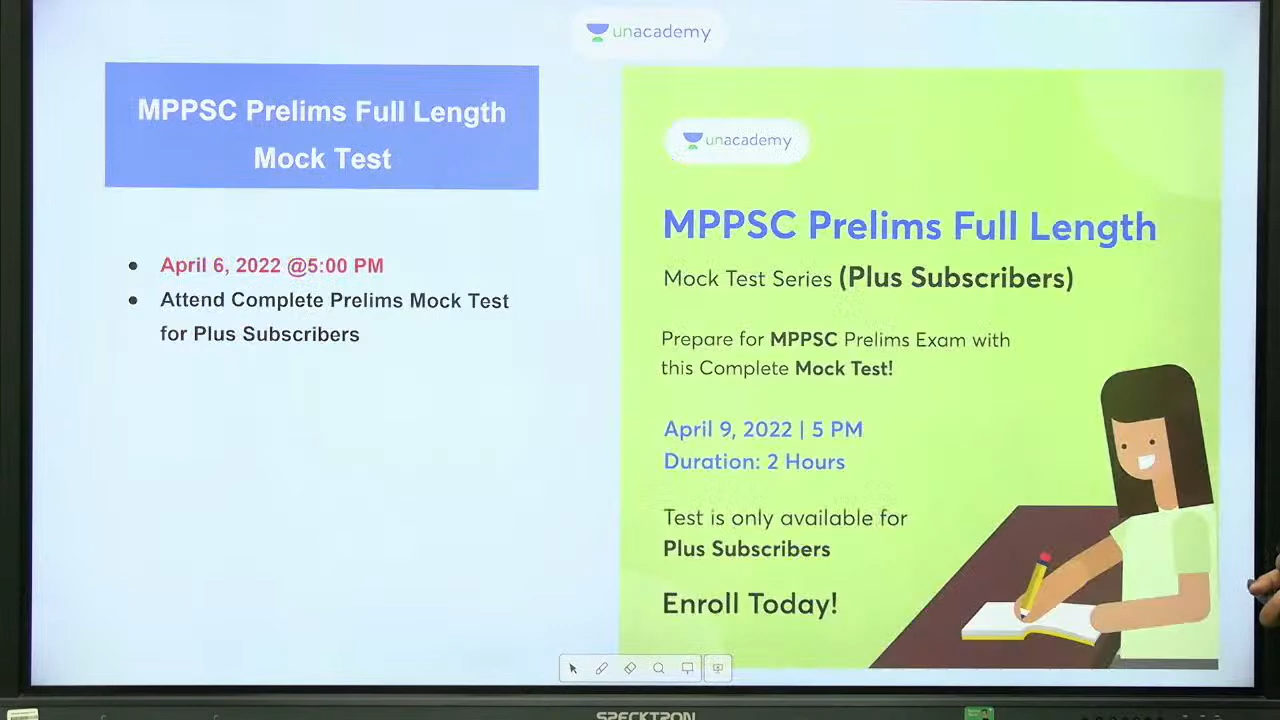 unacademy
MPPSC Prelims Full Length
Mock Test
April 6, 2022 @5:00 PM
Attend Complete Prelims Mock Test
for Plus Subscribers
unacademy
MPPSC Prelims Full Length
Mock Test Series (Plus Subscribers)
Prepare for MPPSC Prelims Exam with
this Complete Mock Test!
April 9, 2022 | 5 PM
Duration: 2 Hours
Test is only available for
Plus Subscribers
Enroll Today!
SPECKTRON